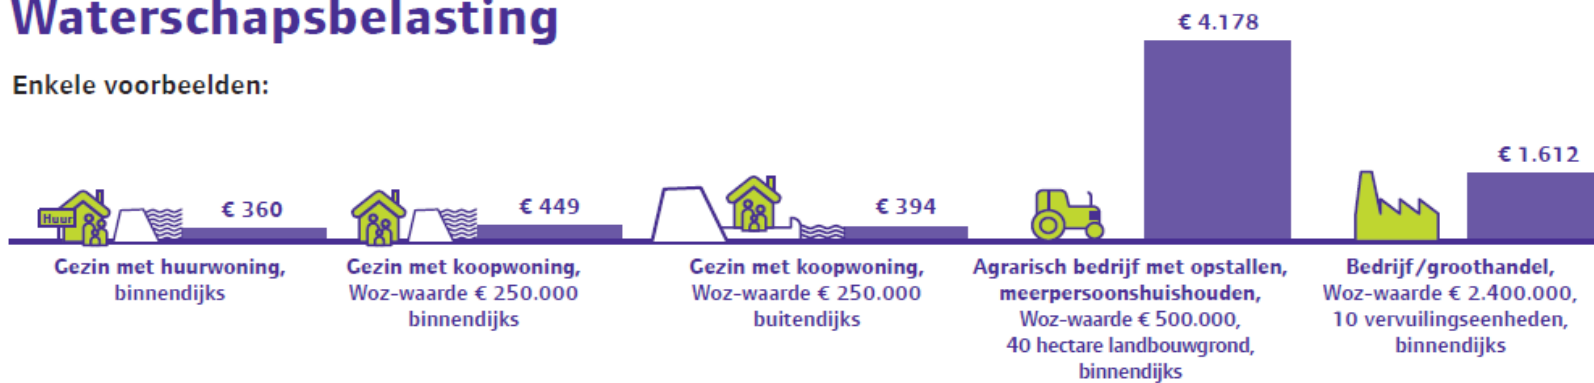 Waterschapsbelasting
Enkele voorbeelden:
€ 360
€ 449
€ 394
€ 4.178
€ 1.612
Huur
Gezin met huurwoning,
binnendijks
Gezin met koopwoning,
Woz-waarde € 250.000
binnendijks
Gezin met koopwoning,
Woz-waarde € 250.000
buitendijks
Agrarisch bedrijf met opstallen,
meerpersoonshuishouden,
Woz-waarde € 500.000,
40 hectare landbouwgrond,
binnendijks
Bedrijf/groothandel,
Woz-waarde € 2.400.000,
10 vervuilingseenheden,
binnendijks